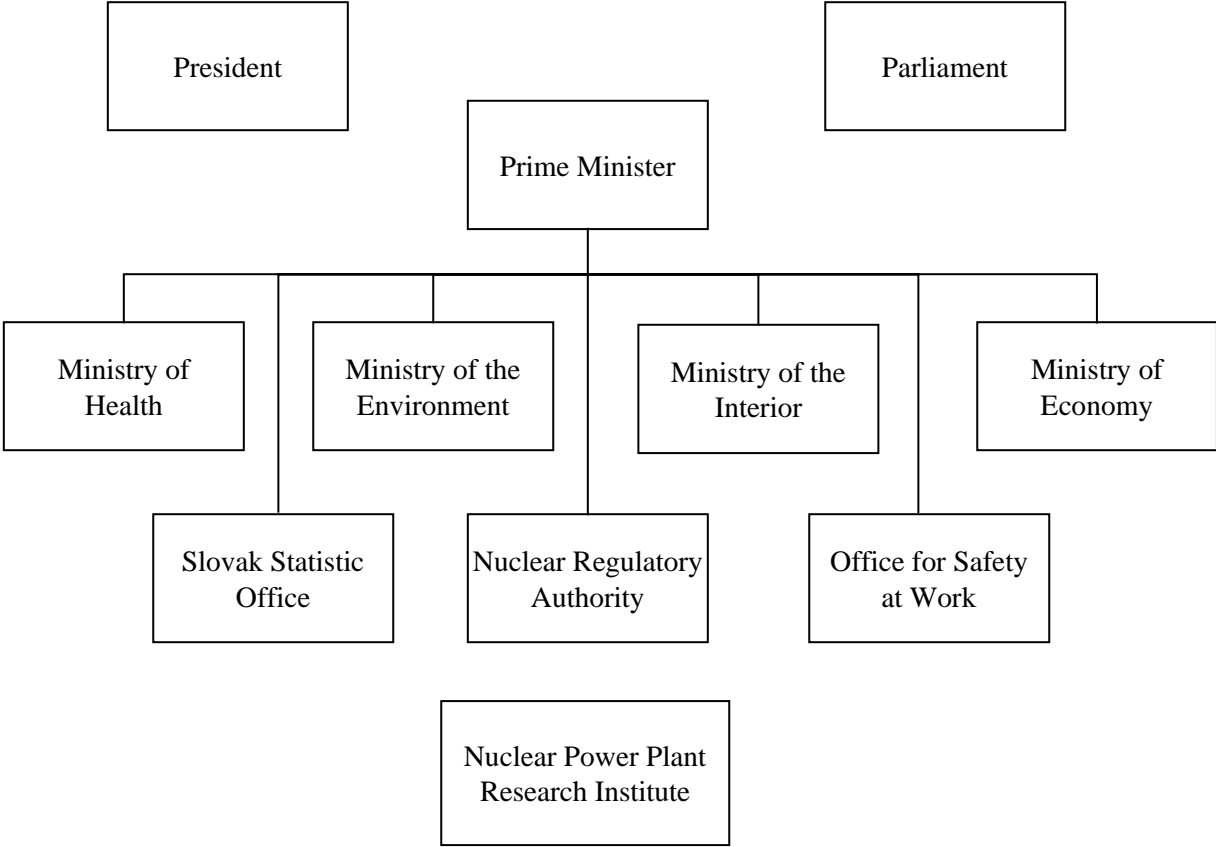 President
Parliament
Prime Minister
Ministry of
Health
Ministry of the
Environment
Ministry of the
Interior
Ministry of
Economy
Slovak Statistic
Office
Nuclear Regulatory
Authority
Office for Safety
at Work
Nuclear Power Plant
Research Institute